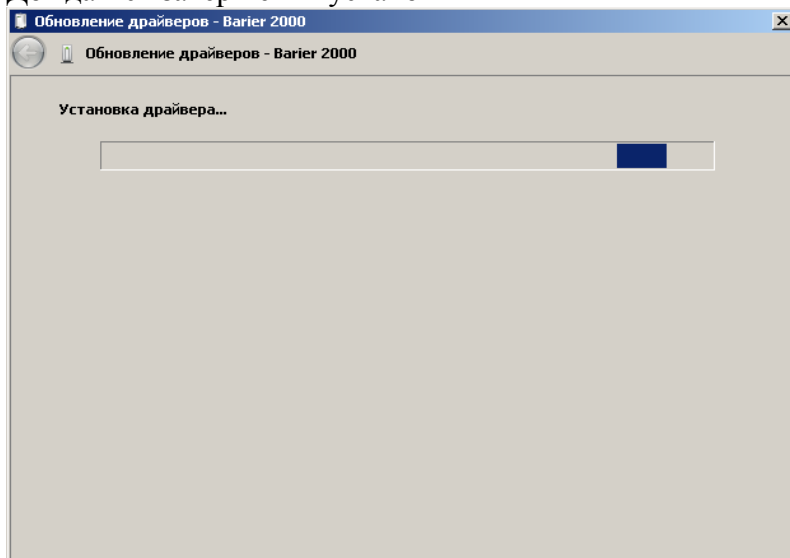 Обновление драйверов - Barier 2000
Обновление драйверов - Barier 2000
Установка драйвера...